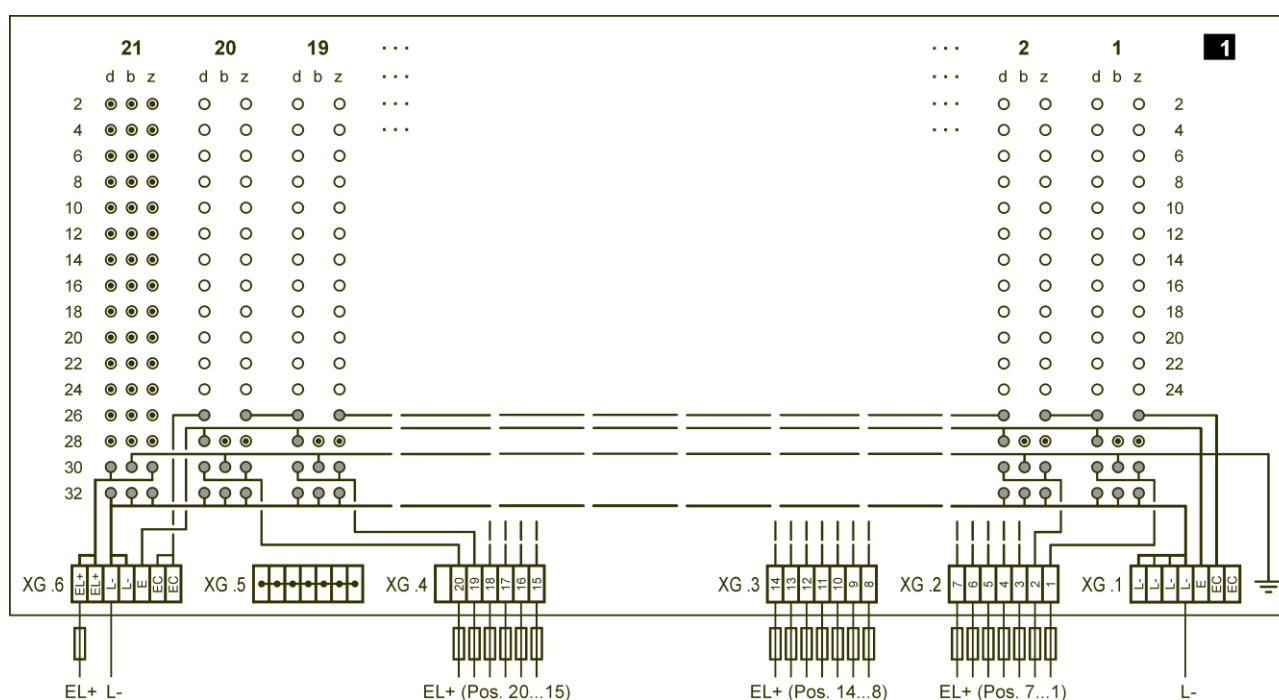 21 20 19 · · · · · · 2 1 1
d b z d b z d b z · · · · · · d b z d b z
2 · · · · · · 2
4 · · · · · · 4
6 6
8 8
10 10
12 12
14 14
16 16
18 18
20 20
22 22
24 24
26
28
30
32
XG .6 EL+ EL+ L- L- E EC EC XG .5 XG .4 20 19 18 17 16 15 XG .3 14 13 12 11 10 9 8 XG .2 7 6 5 4 3 2 1 XG .1 L- L- L- L- E EC EC
EL+ L- EL+ (Pos. 20...15) EL+ (Pos. 14...8) EL+ (Pos. 7...1) L-